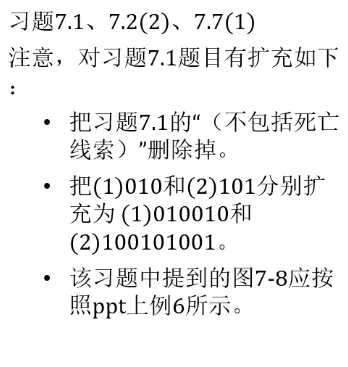 习题7.1、7.2(2)、7.7(1)
注意，对习题7.1题目有扩充如下
：
• 把习题7.1的“（不包括死亡
线索）”删除掉。
• 把(1)010和(2)101分别扩
充为 (1)010010和
(2)100101001。
• 该习题中提到的图7-8应按
照ppt上例6所示。